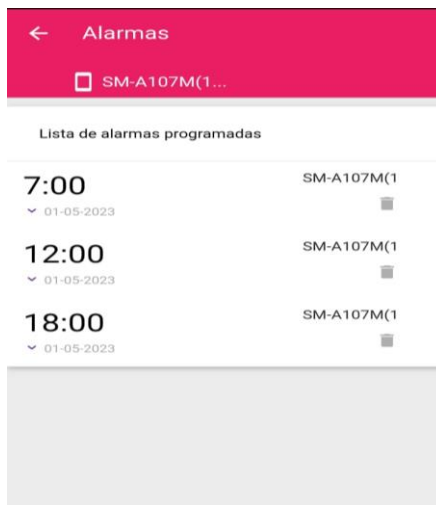 Alarmas
SM-A107M(1...
Lista de alarmas programadas
7:00
SM-A107M(1
01-05-2023
12:00
SM-A107M(1
01-05-2023
18:00
SM-A107M(1
01-05-2023